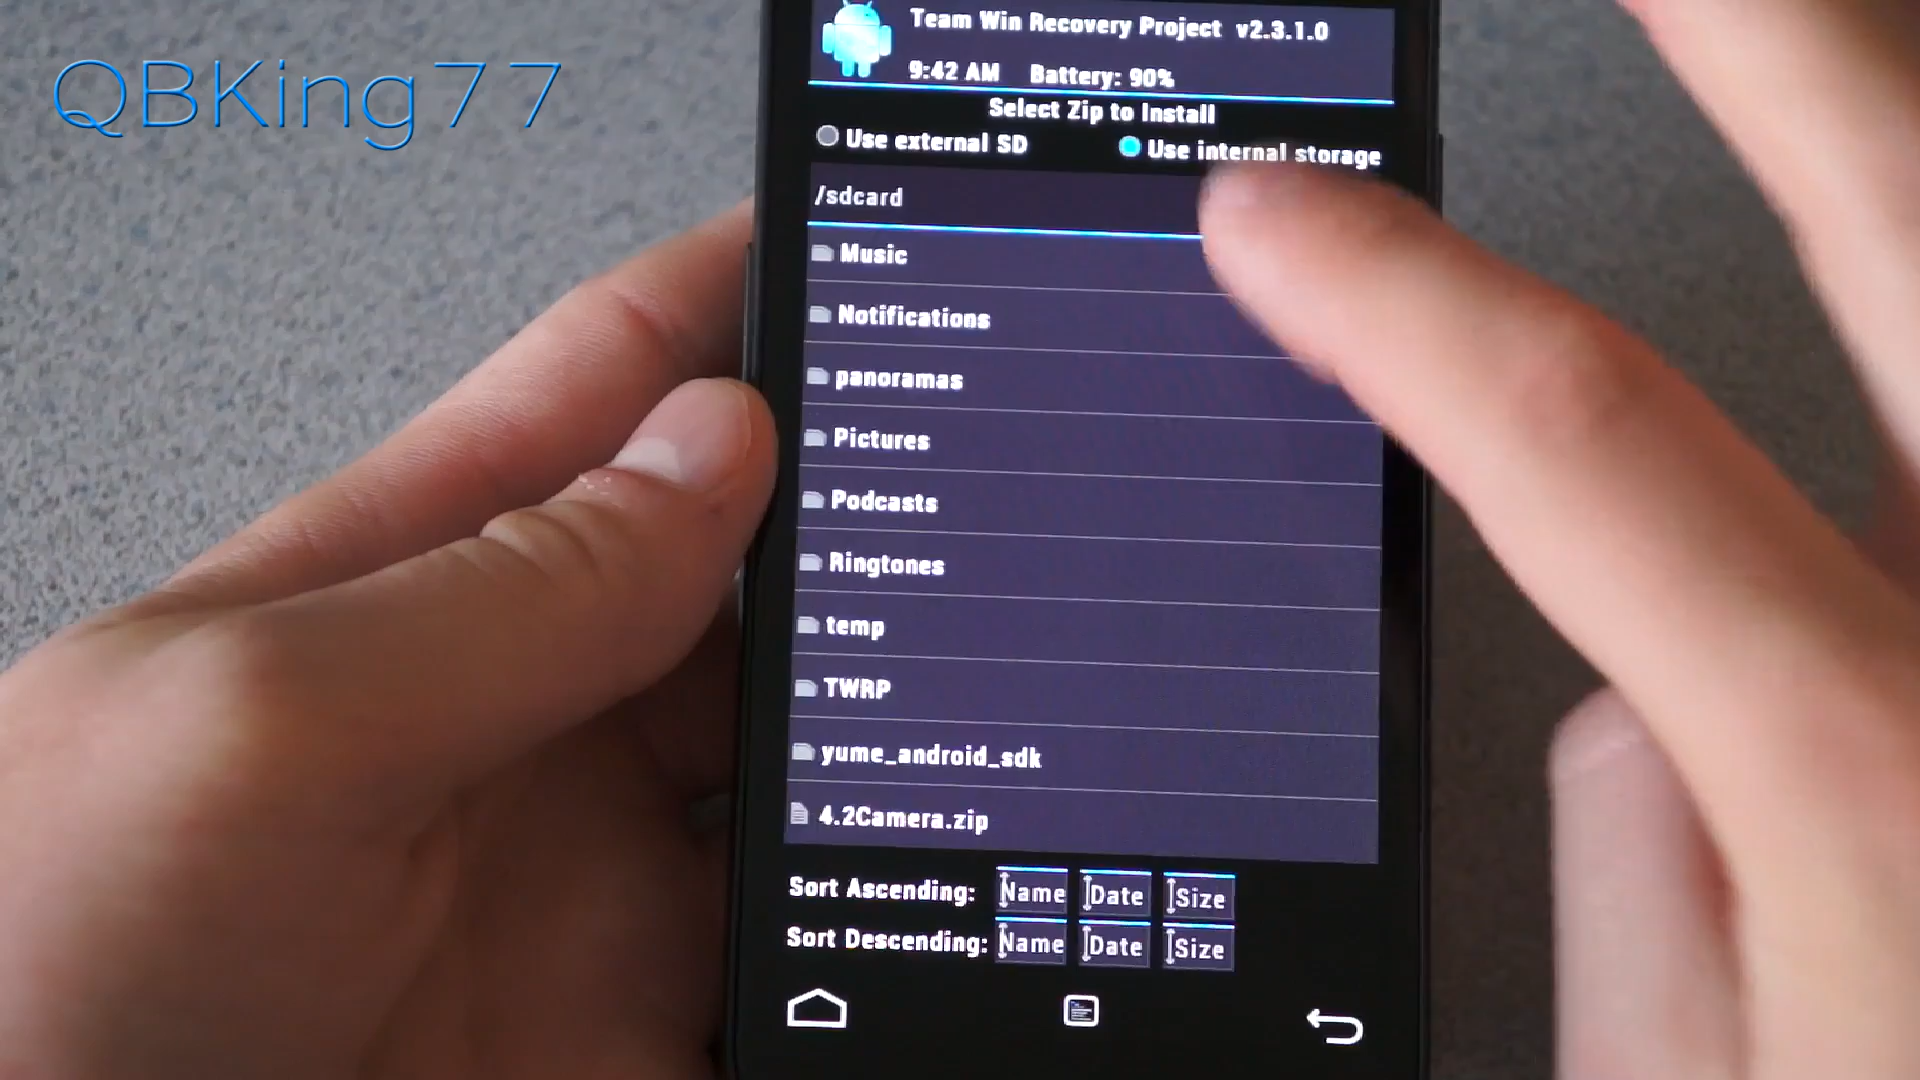 QBKing77
Team Win Recovery Project v2.3.1.0
9:42 AM Battery: 90%
Select Zip to Install
Use external SD Use internal storage
/sdcard
Music
Notifications
panoramas
Pictures
Podcasts
Ringtones
temp
TWRP
yume_android_sdk
4.2Camera.zip
Sort Ascending: Name Date Size
Sort Descending: Name Date Size